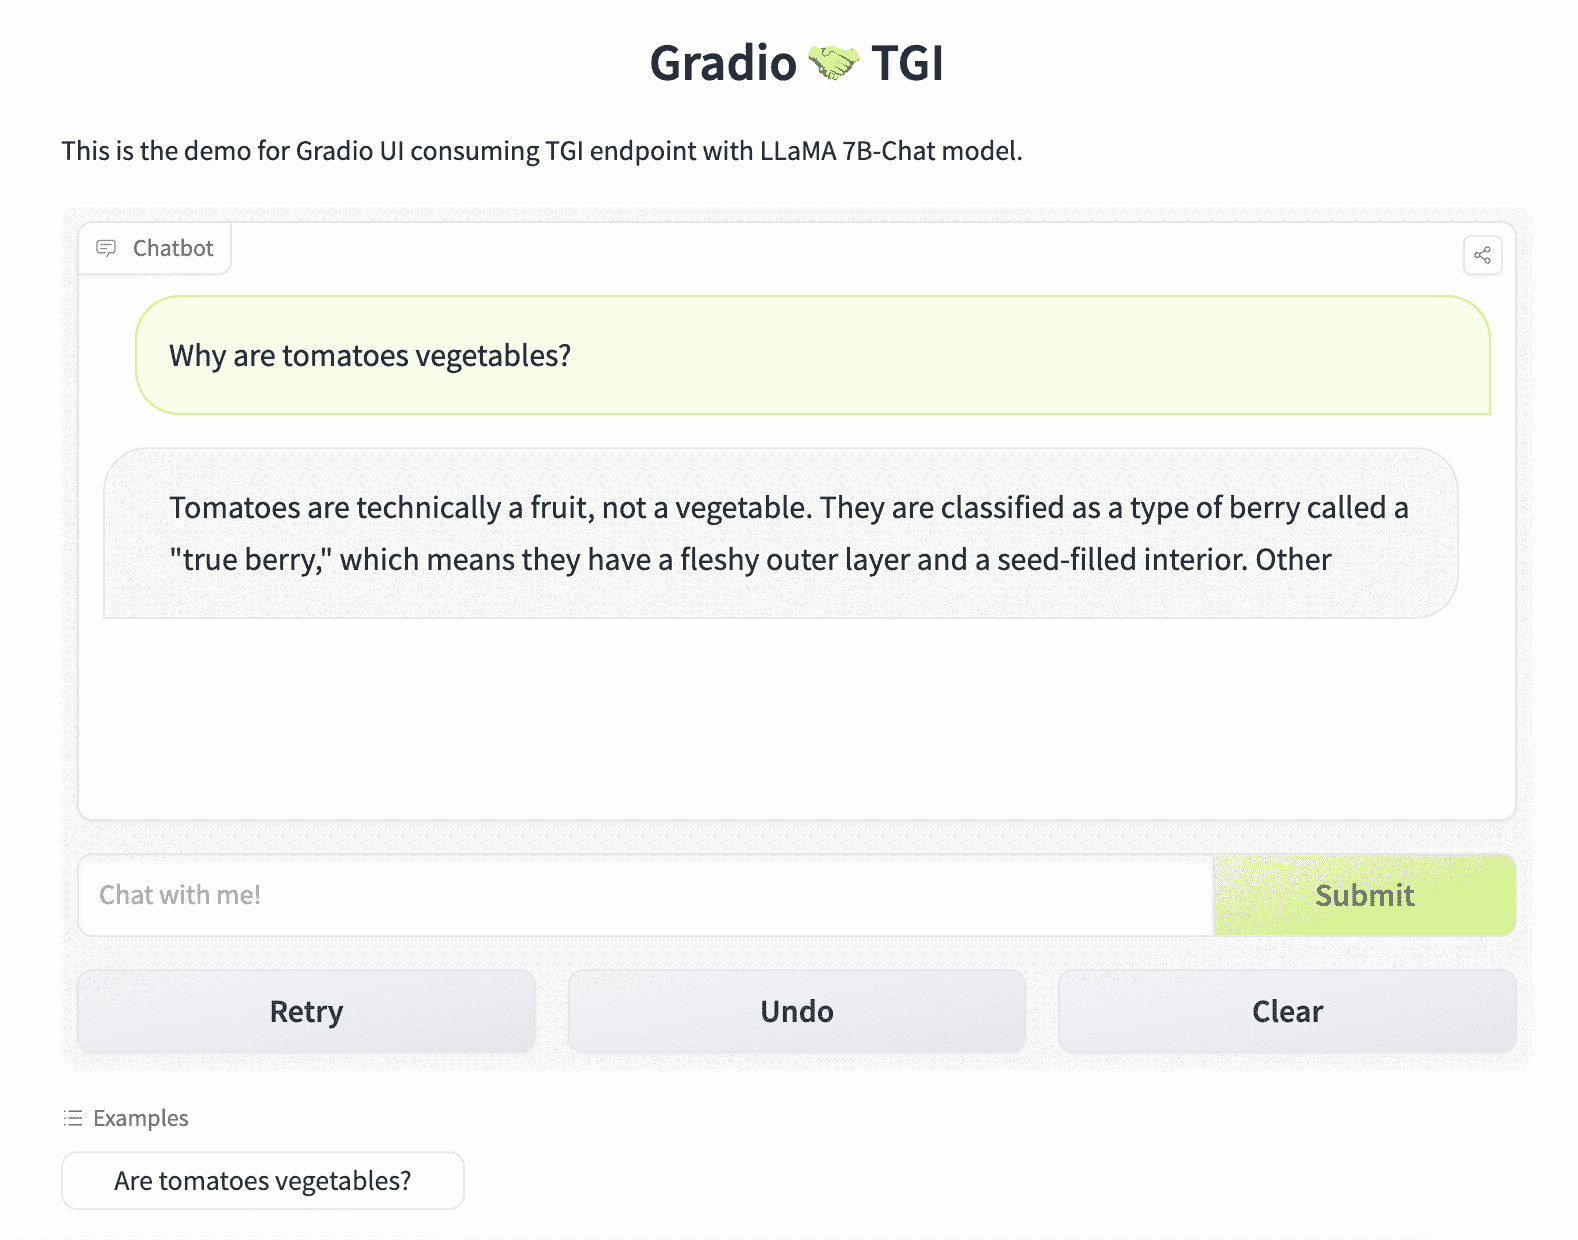 Gradio 🤝 TGI
This is the demo for Gradio UI consuming TGI endpoint with LLaMA 7B-Chat model.
Chatbot
Why are tomatoes vegetables?
Tomatoes are technically a fruit, not a vegetable. They are classified as a type of berry called a
"true berry," which means they have a fleshy outer layer and a seed-filled interior. Other
Chat with me!
Submit
Retry
Undo
Clear
Examples
Are tomatoes vegetables?